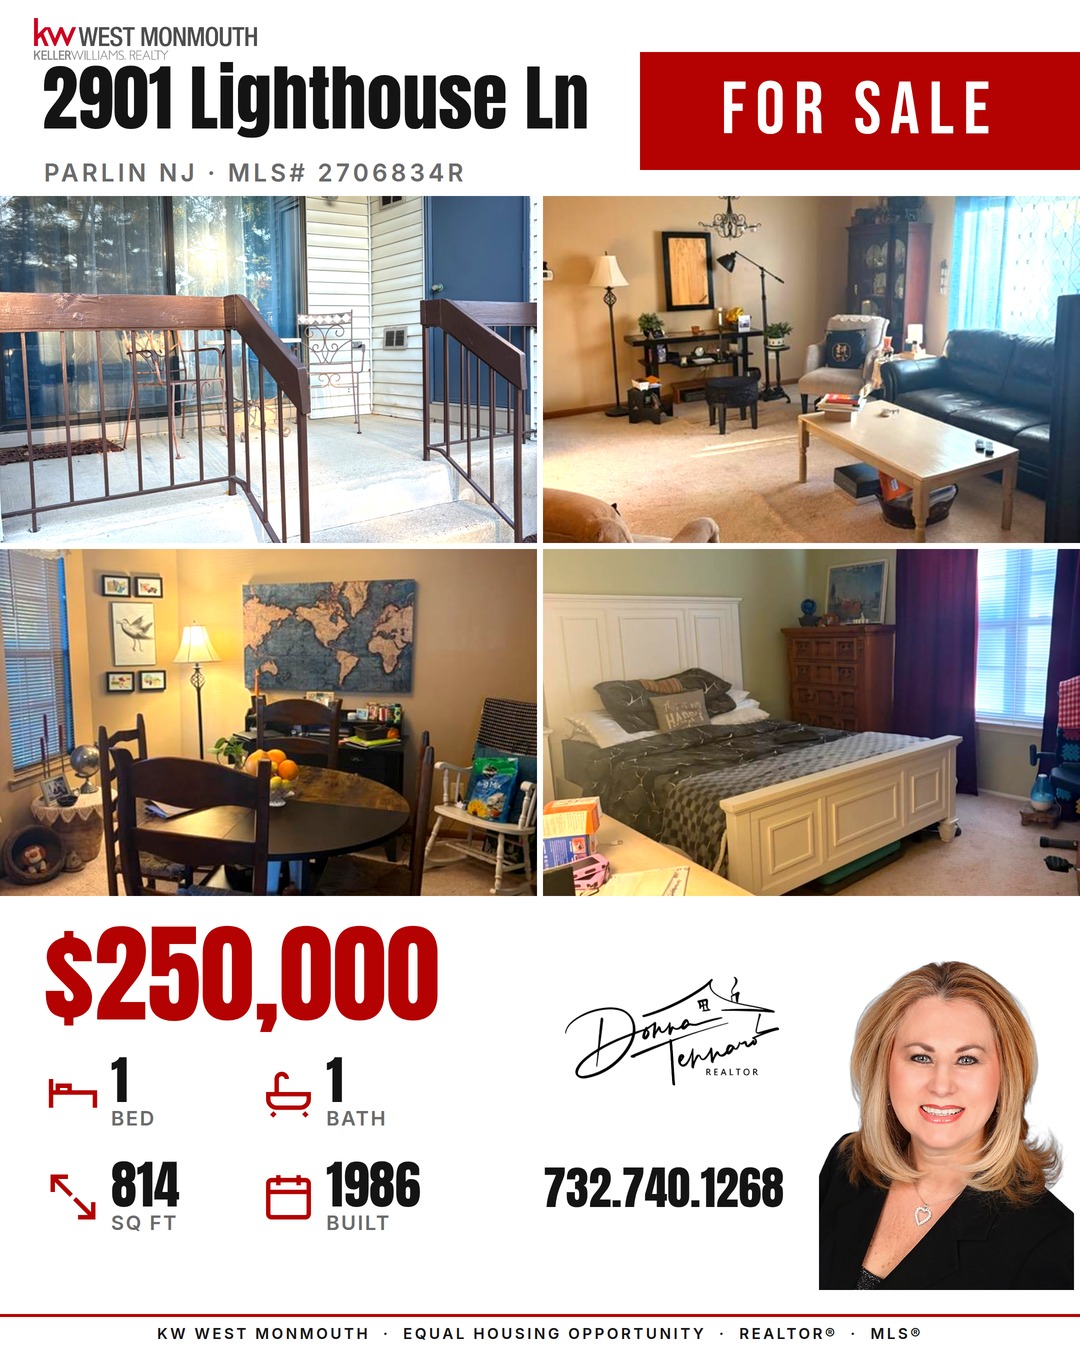 kw WEST MONMOUTH
KELLERWILLIAMS. REALTY
2901 Lighthouse Ln
FOR SALE
PARLIN NJ · MLS# 2706834R
$250,000
1
BED
1
BATH
814
SQ FT
1986
BUILT
Donna
Tennaro
REALTOR
732.740.1268
KW WEST MONMOUTH · EQUAL HOUSING OPPORTUNITY · REALTOR® · MLS®